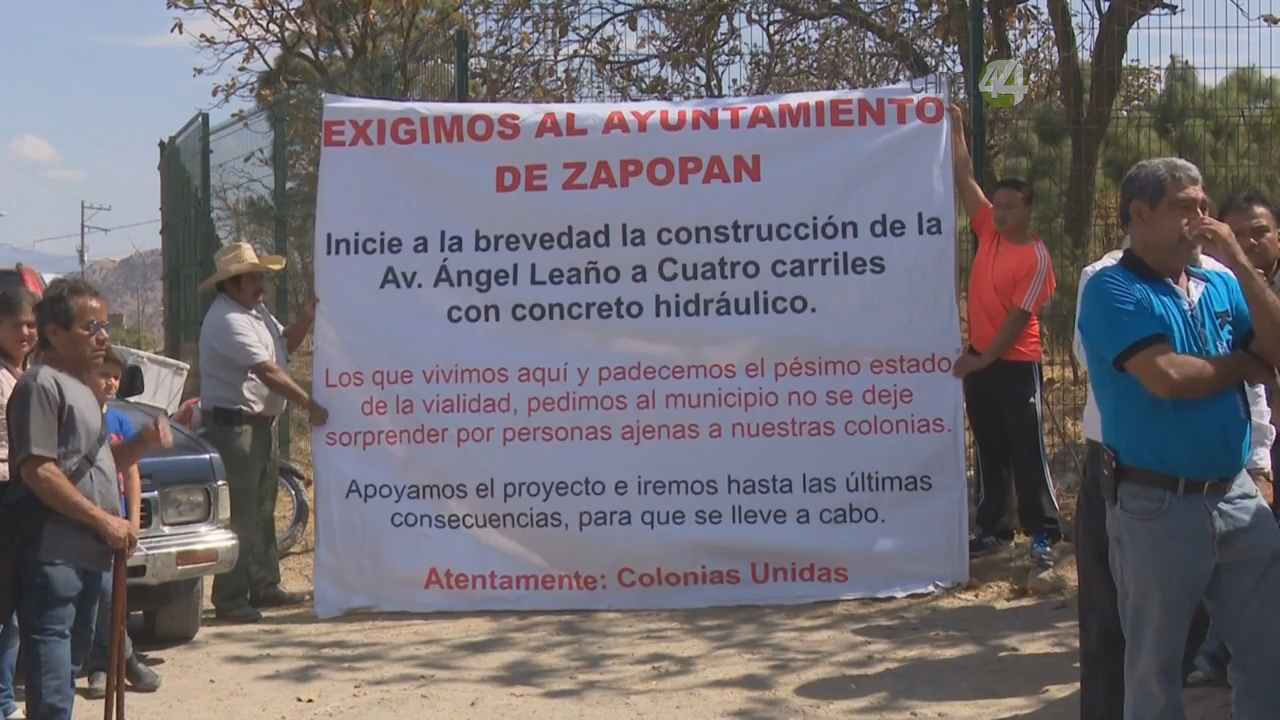 44
EXIGIMOS AL AYUNTAMIENTO
DE ZAPOPAN
Inicie a la brevedad la construcción de la
Av. Ángel Leaño a Cuatro carriles
con concreto hidráulico.
Los que vivimos aquí y padecemos el pésimo estado
de la vialidad, pedimos al municipio no se deje
sorprender por personas ajenas a nuestras colonias.
Apoyamos el proyecto e iremos hasta las últimas
consecuencias, para que se lleve a cabo.
Atentamente: Colonias Unidas